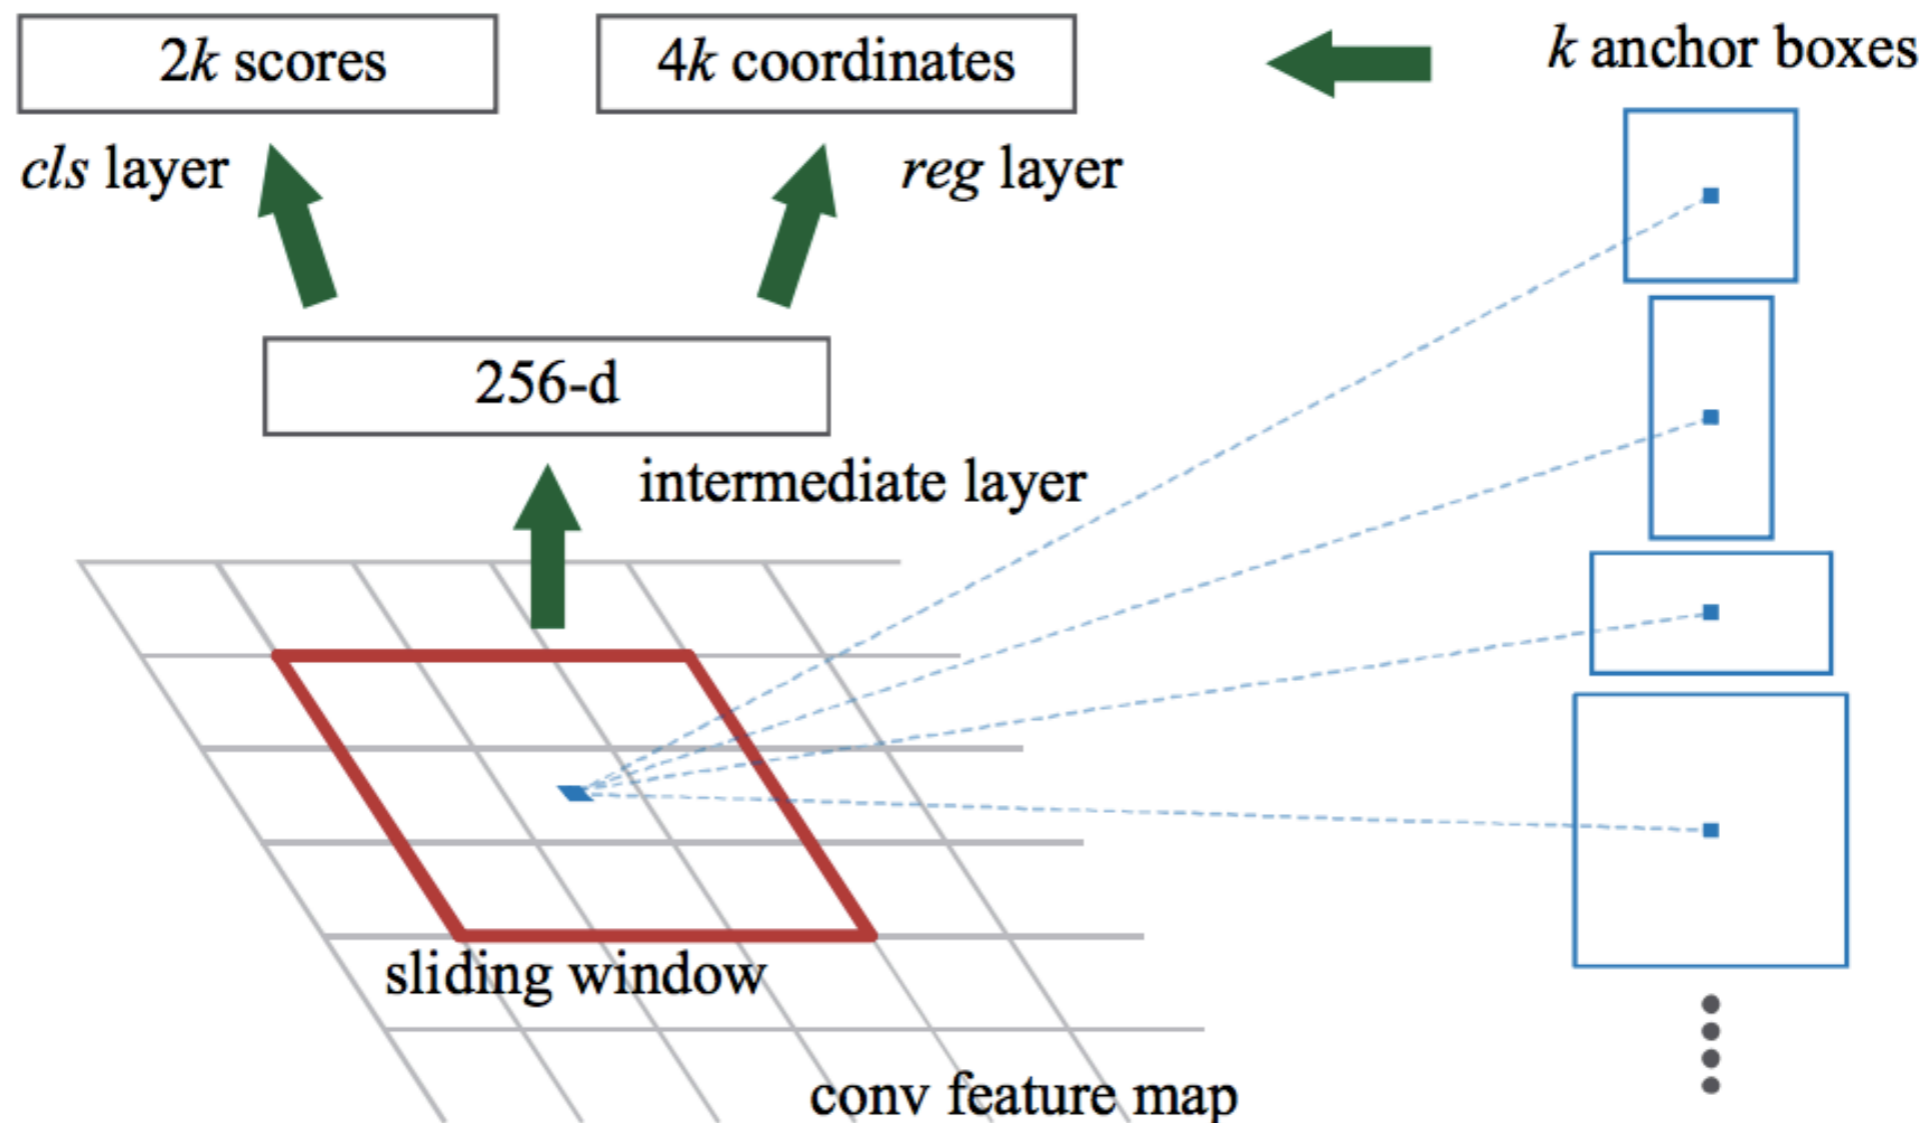 2k scores
4k coordinates
k anchor boxes
cls layer
reg layer
256-d
intermediate layer
sliding window
conv feature map